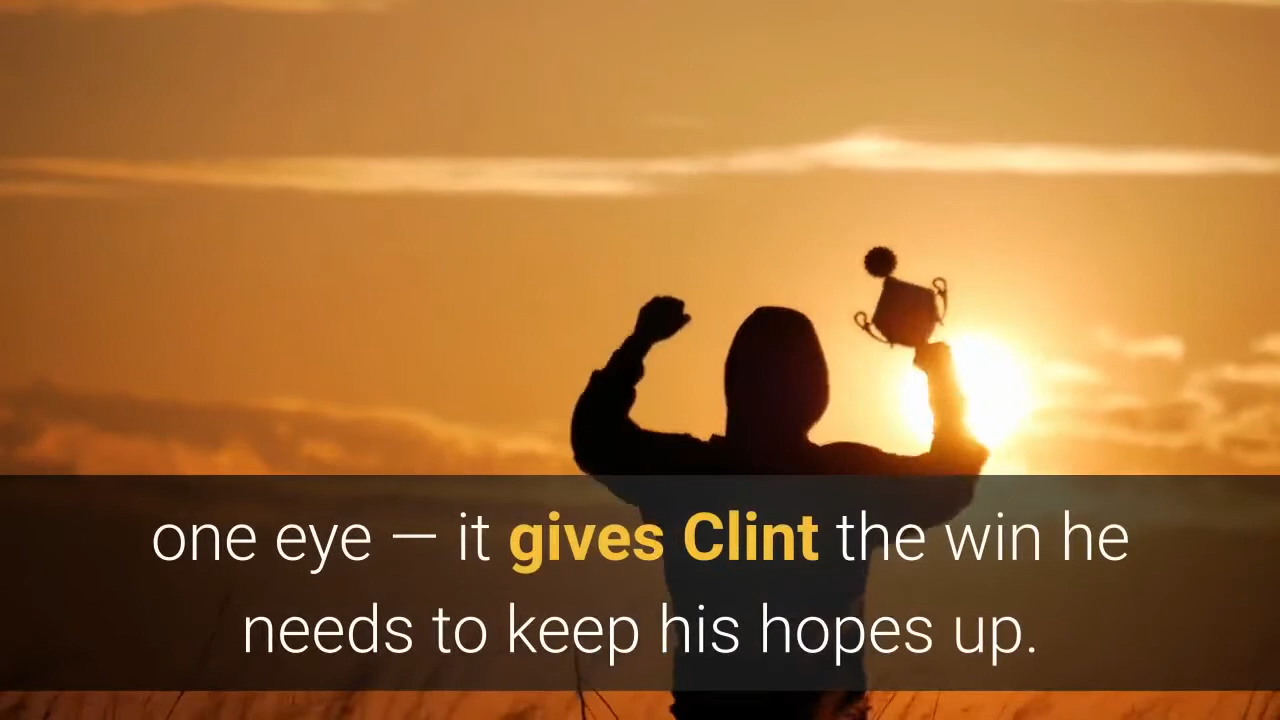 one eye — it gives Clint the win he
needs to keep his hopes up.